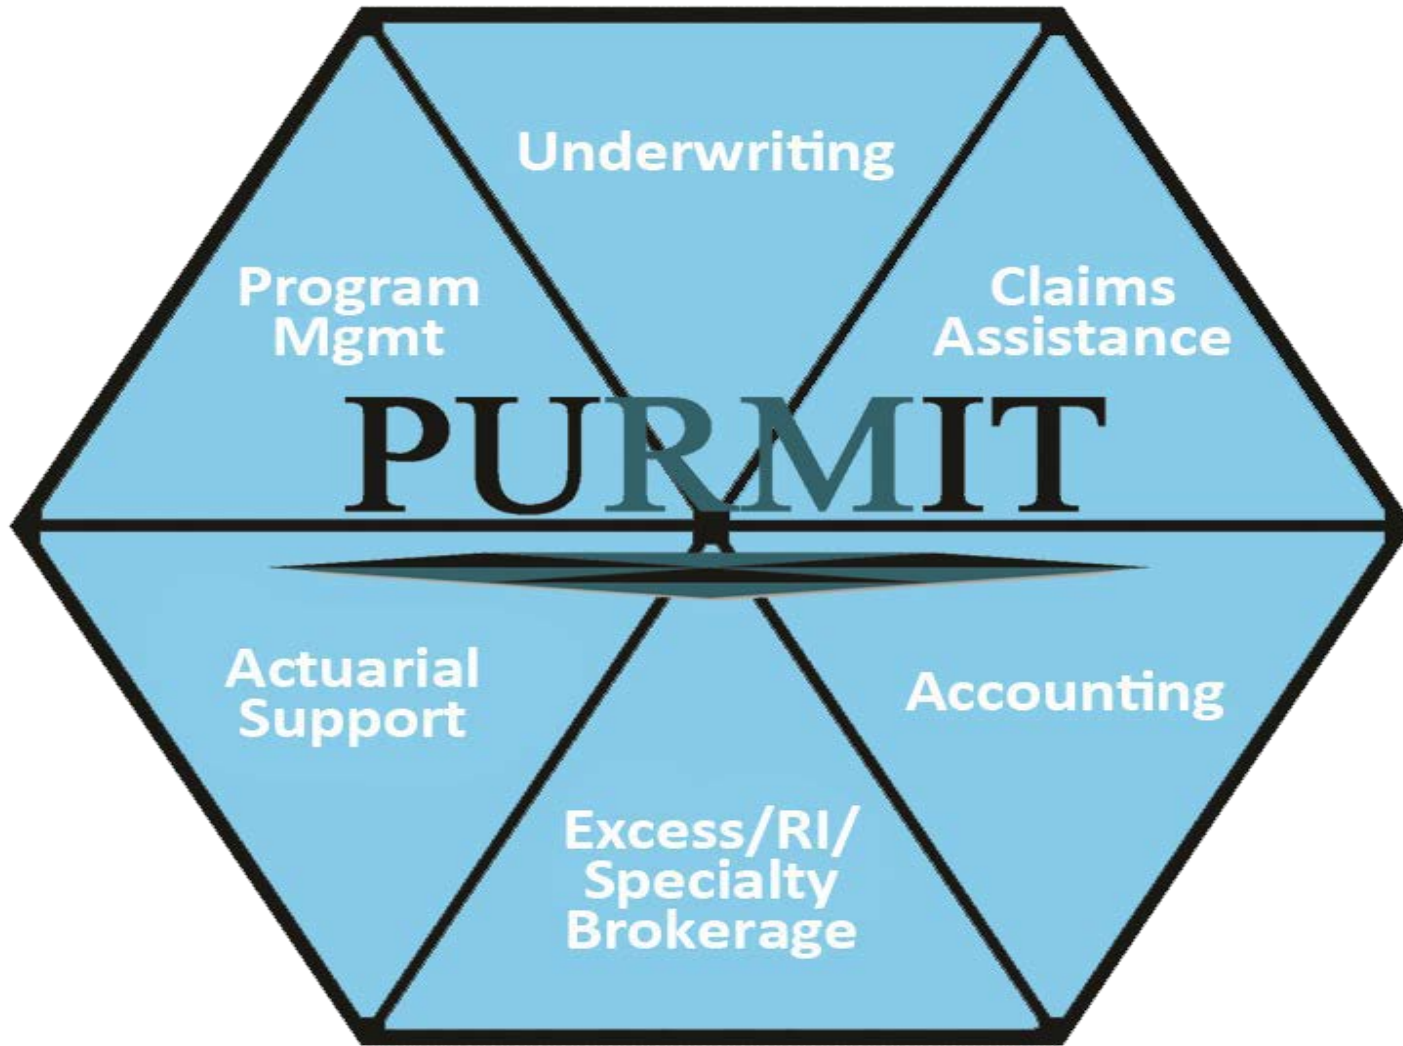 Underwriting
Program
Mgmt
Claims
Assistance
PURMIT
Actuarial
Support
Accounting
Excess/RI/
Specialty
Brokerage